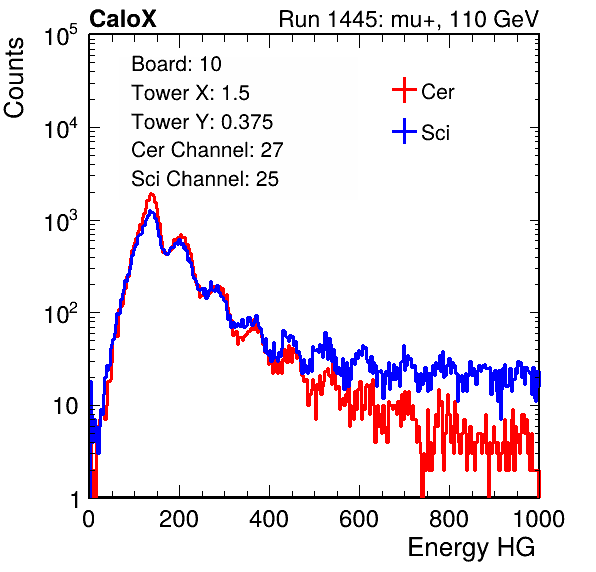 CaloX Run 1445: mu+, 110 GeV
Board: 10
Tower X: 1.5
Tower Y: 0.375
Cer Channel: 27
Sci Channel: 25
Cer
Sci
Counts
10^5
10^4
10^3
10^2
10
1
0 200 400 600 800 1000
Energy HG